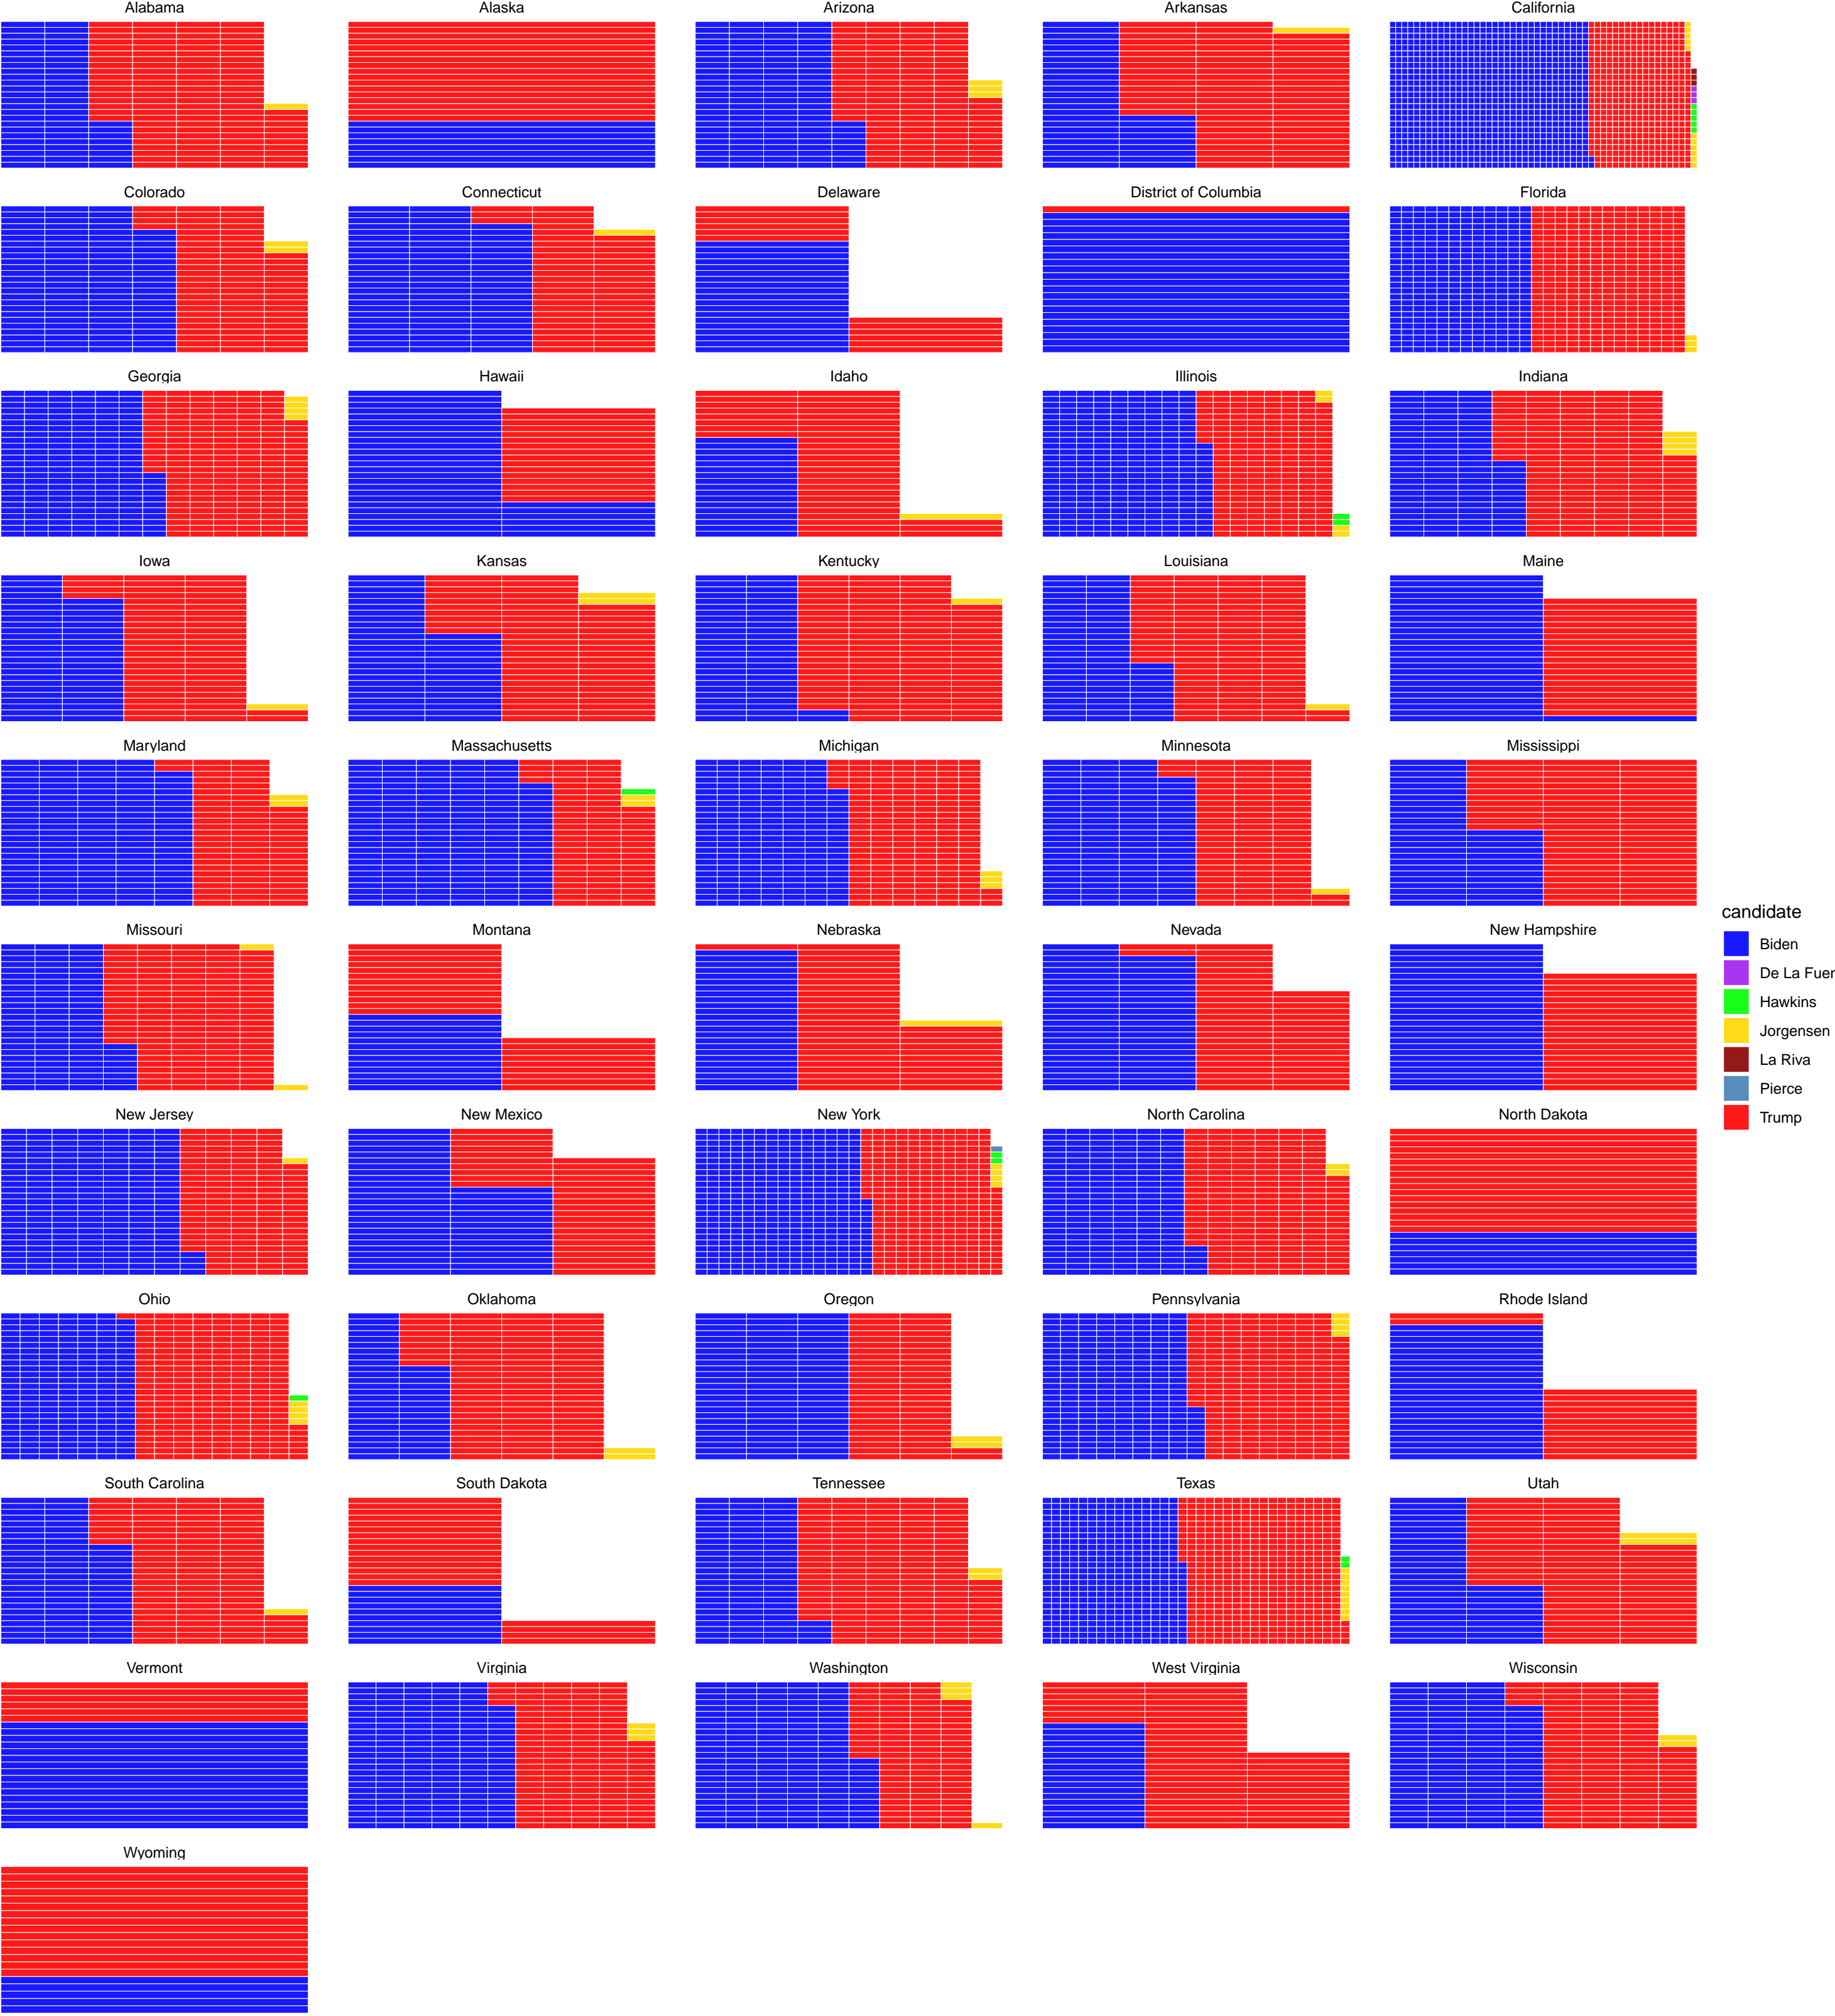 Alabama
Alaska
Arizona
Arkansas
California
Colorado
Connecticut
Delaware
District of Columbia
Florida
Georgia
Hawaii
Idaho
Illinois
Indiana
Iowa
Kansas
Kentucky
Louisiana
Maine
Maryland
Massachusetts
Michigan
Minnesota
Mississippi
Missouri
Montana
Nebraska
Nevada
New Hampshire
New Jersey
New Mexico
New York
North Carolina
North Dakota
Ohio
Oklahoma
Oregon
Pennsylvania
Rhode Island
South Carolina
South Dakota
Tennessee
Texas
Utah
Vermont
Virginia
Washington
West Virginia
Wisconsin
Wyoming
candidate
Biden
De La Fuer
Hawkins
Jorgensen
La Riva
Pierce
Trump